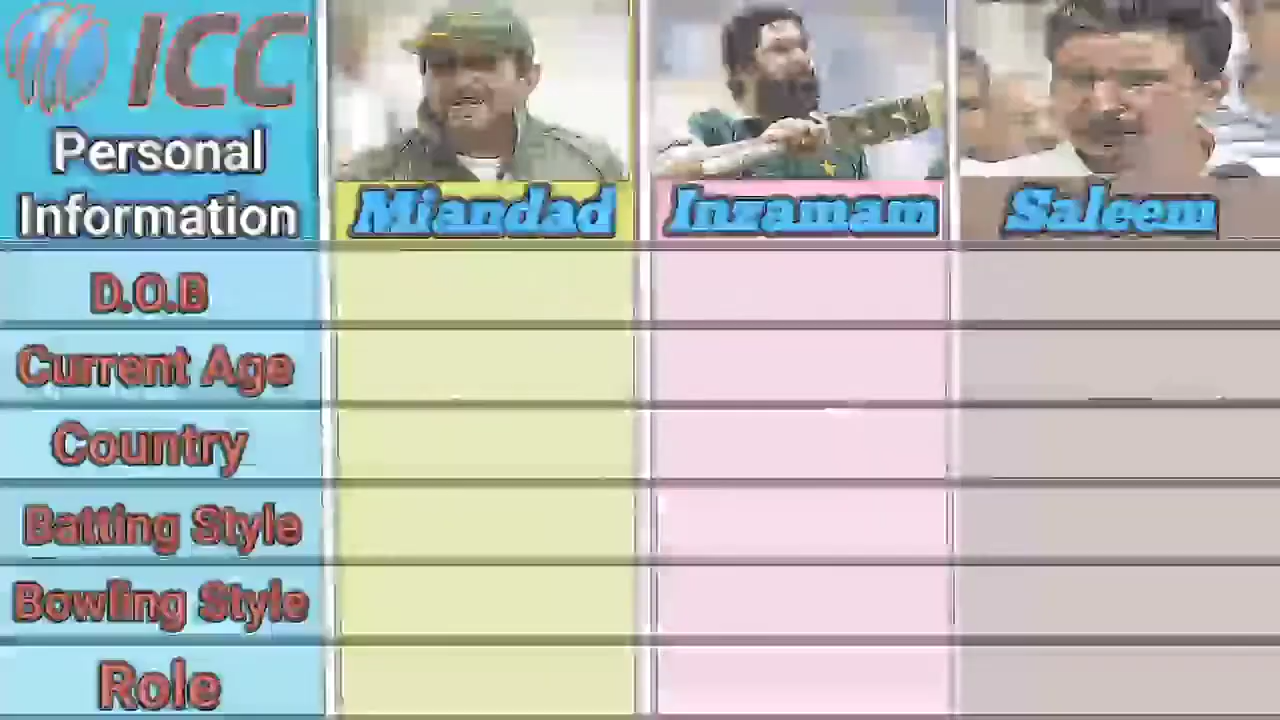 ICC
Personal
Information
Miandad
Inzamam
Saleem
D.O.B
Current Age
Country
Batting Style
Bowling Style
Role